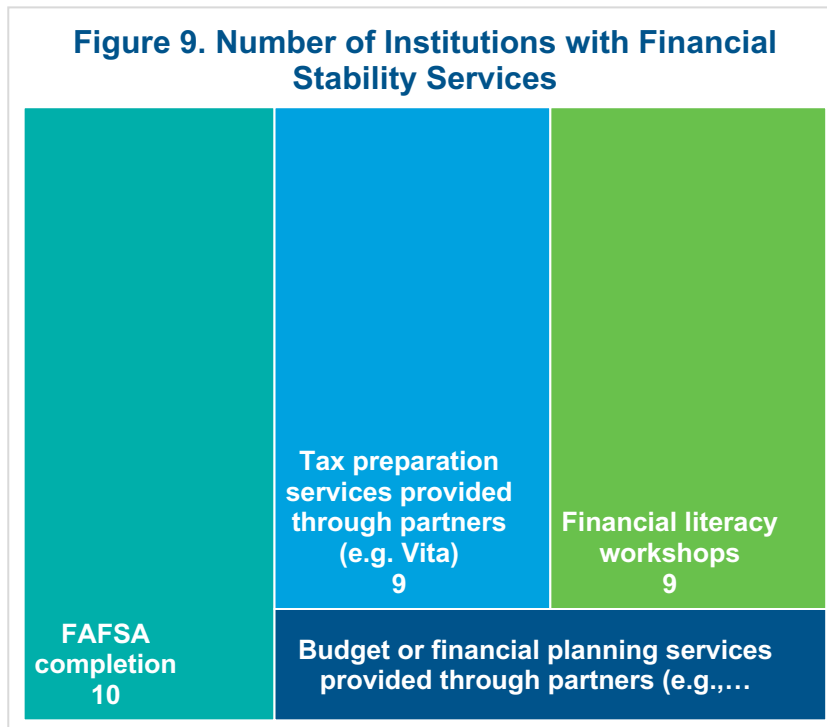 Figure 9. Number of Institutions with Financial
Stability Services
Tax preparation
services provided
through partners
(e.g. Vita)
9
Financial literacy
workshops
9
FAFSA
completion
10
Budget or financial planning services
provided through partners (e.g.,…